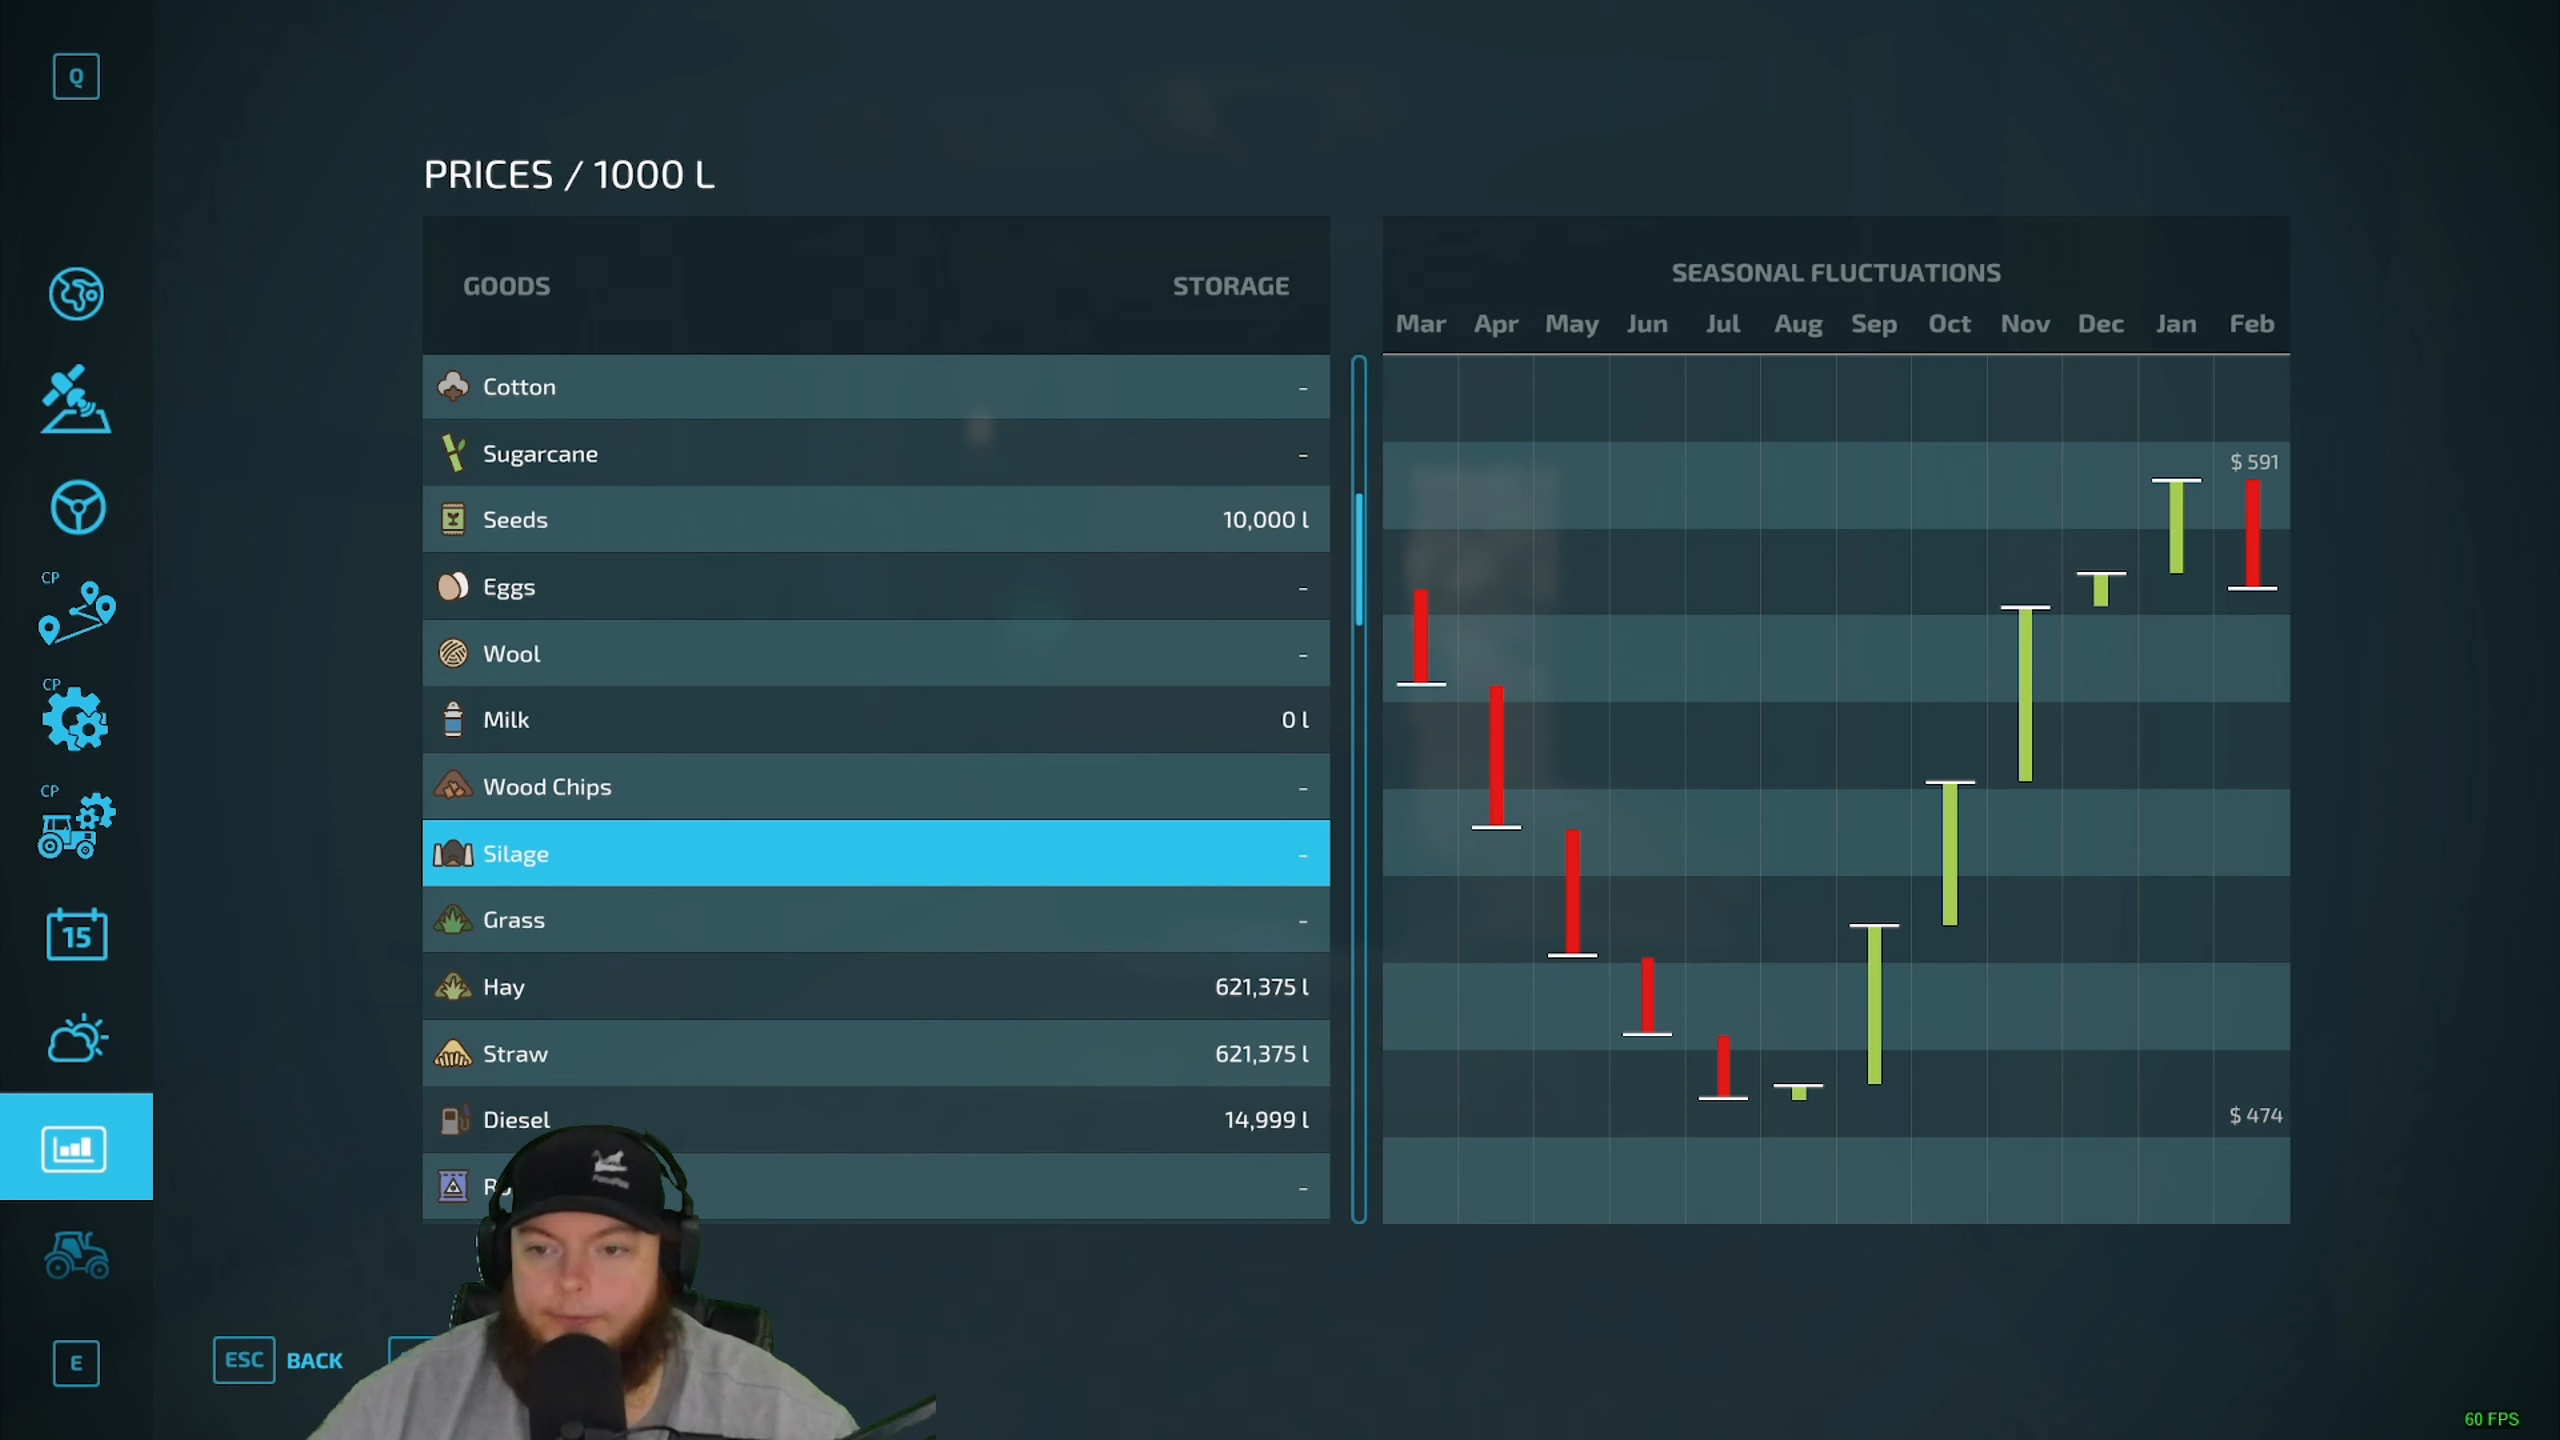 Q
PRICES / 1000 L
GOODS STORAGE
SEASONAL FLUCTUATIONS
Mar Apr May Jun Jul Aug Sep Oct Nov Dec Jan Feb
Cotton -
Sugarcane -
Seeds 10,000 l
Eggs -
Wool -
Milk 0 l
Wood Chips -
Silage -
Grass -
Hay 621,375 l
Straw 621,375 l
Diesel 14,999 l
-
$ 591
$ 474
CP
CP
CP
15
E
ESC BACK
60 FPS